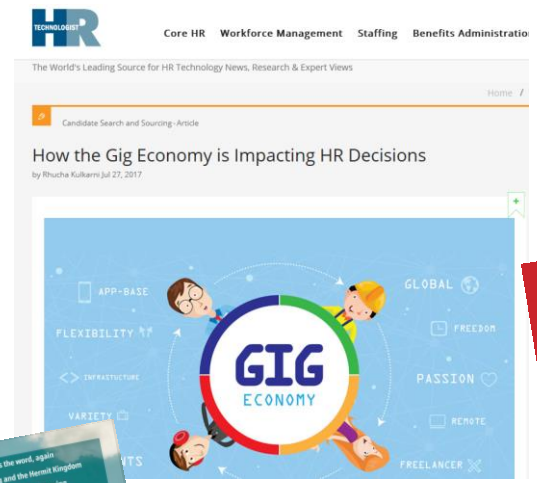 TECHNOLOGIST
HR
Core HR Workforce Management Staffing Benefits Administratio
The World's Leading Source for HR Technology News, Research & Expert Views
Home /
Candidate Search and Sourcing - Article
How the Gig Economy is Impacting HR Decisions
by Rhucha Kulkarni Jul 27, 2017
+
APP-BASE
GLOBAL
FLEXIBILITY
FREEDOM
GIG
ECONOMY
<> INFRASTUCTURE
PASSION
VARIETY
REMOTE
NTS
FREELANCER
s the word, again
and the Hermit Kingdom